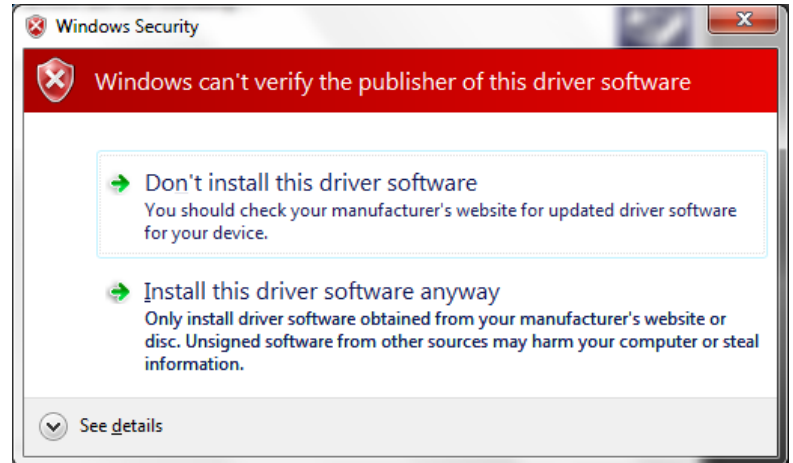 Windows Security
Windows can't verify the publisher of this driver software
Don't install this driver software
You should check your manufacturer's website for updated driver software
for your device.
Install this driver software anyway
Only install driver software obtained from your manufacturer's website or
disc. Unsigned software from other sources may harm your computer or steal
information.
See details